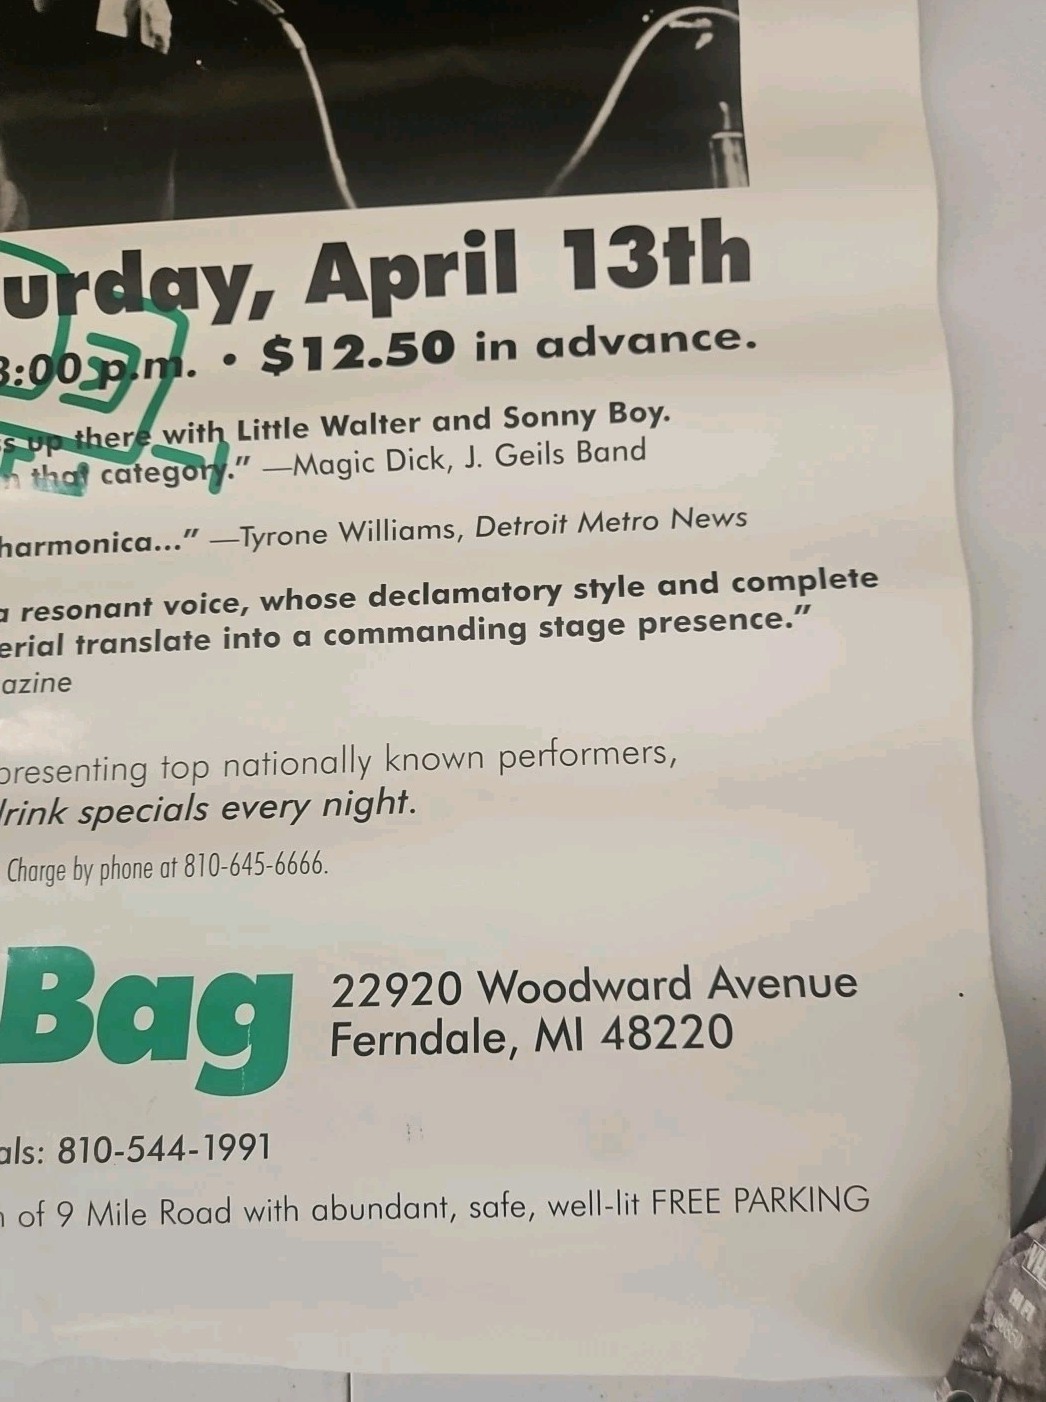 urday, April 13th
8:00 p.m. • $12.50 in advance.
s up there with Little Walter and Sonny Boy.
n that category.” —Magic Dick, J. Geils Band
harmonica...” —Tyrone Williams, Detroit Metro News
a resonant voice, whose declamatory style and complete
erial translate into a commanding stage presence.”
azine
presenting top nationally known performers,
drink specials every night.
Charge by phone at 810-645-6666.
Bag
22920 Woodward Avenue
Ferndale, MI 48220
als: 810-544-1991
n of 9 Mile Road with abundant, safe, well-lit FREE PARKING